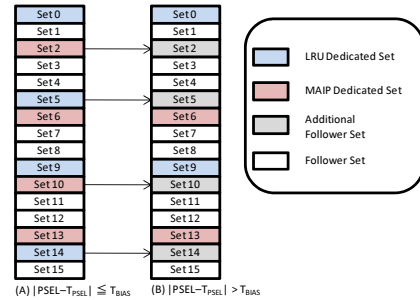 Set 0
Set 1
Set 2
Set 3
Set 4
Set 5
Set 6
Set 7
Set 8
Set 9
Set 10
Set 11
Set 12
Set 13
Set 14
Set 15
(A) |PSEL–T_PSEL| ≦ T_BIAS
Set 0
Set 1
Set 2
Set 3
Set 4
Set 5
Set 6
Set 7
Set 8
Set 9
Set 10
Set 11
Set 12
Set 13
Set 14
Set 15
(B) |PSEL–T_PSEL| > T_BIAS
LRU Dedicated Set
MAIP Dedicated Set
Additional
Follower Set
Follower Set